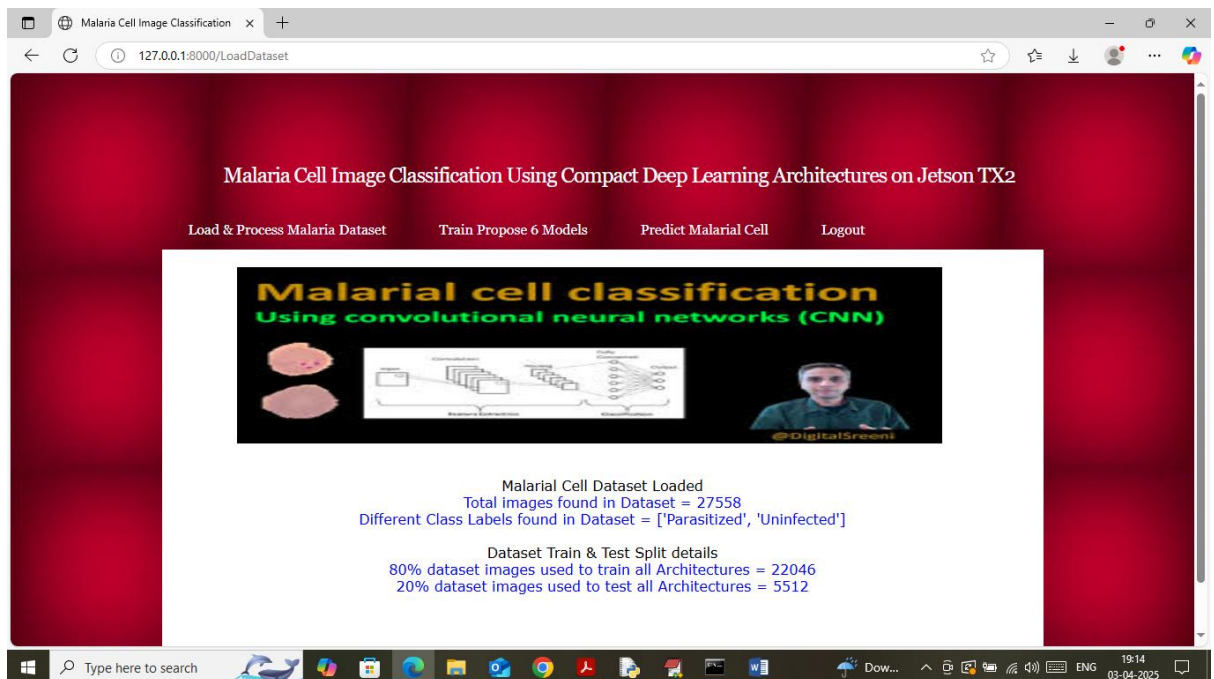 Malaria Cell Image Classification
127.0.0.1:8000/LoadDataset
Malaria Cell Image Classification Using Compact Deep Learning Architectures on Jetson TX2
Load & Process Malaria Dataset Train Propose 6 Models Predict Malarial Cell Logout
Malarial cell classification
Using convolutional neural networks (CNN)
@DigitalSreeni
Malarial Cell Dataset Loaded
Total images found in Dataset = 27558
Different Class Labels found in Dataset = ['Parasitized', 'Uninfected']
Dataset Train & Test Split details
80% dataset images used to train all Architectures = 22046
20% dataset images used to test all Architectures = 5512
Type here to search
Dow...
ENG
19:14
03-04-2025